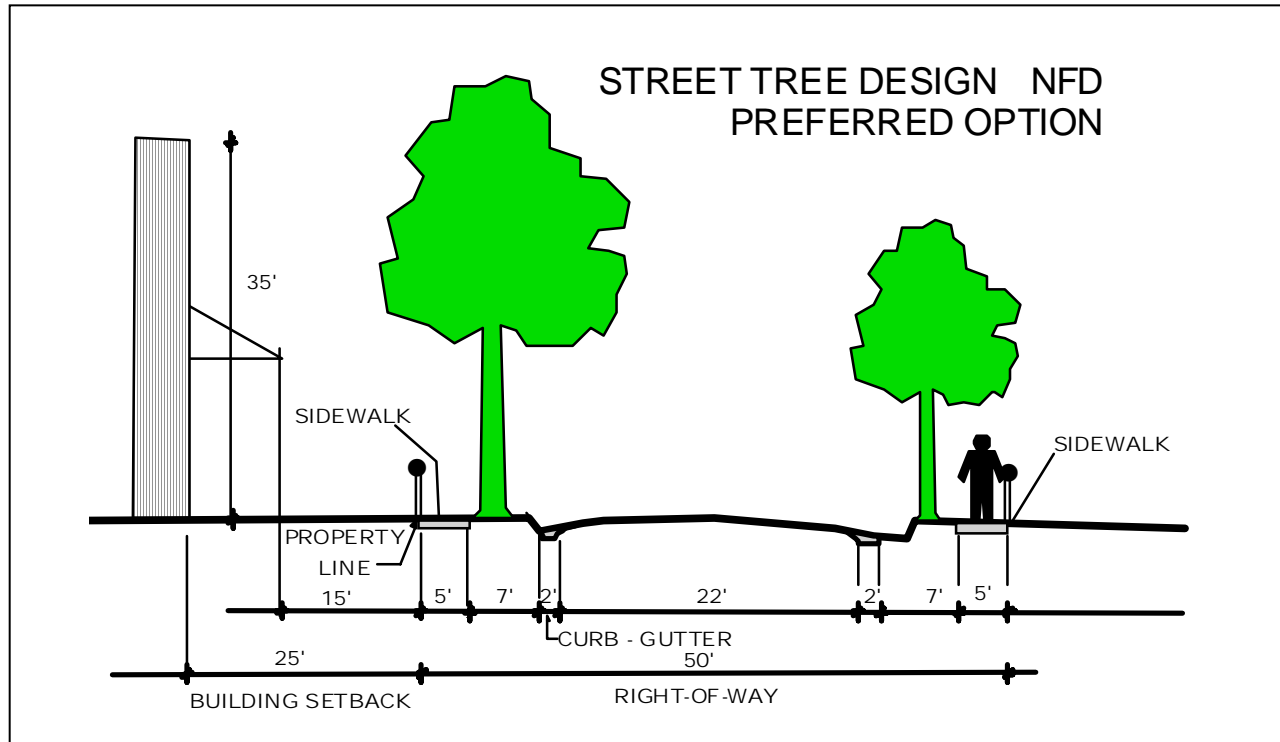 STREET TREE DESIGN NFD
PREFERRED OPTION
35'
SIDEWALK
SIDEWALK
PROPERTY
LINE
15' 5' 7' 2' 22' 2' 7' 5'
CURB - GUTTER
25' 50'
BUILDING SETBACK RIGHT-OF-WAY